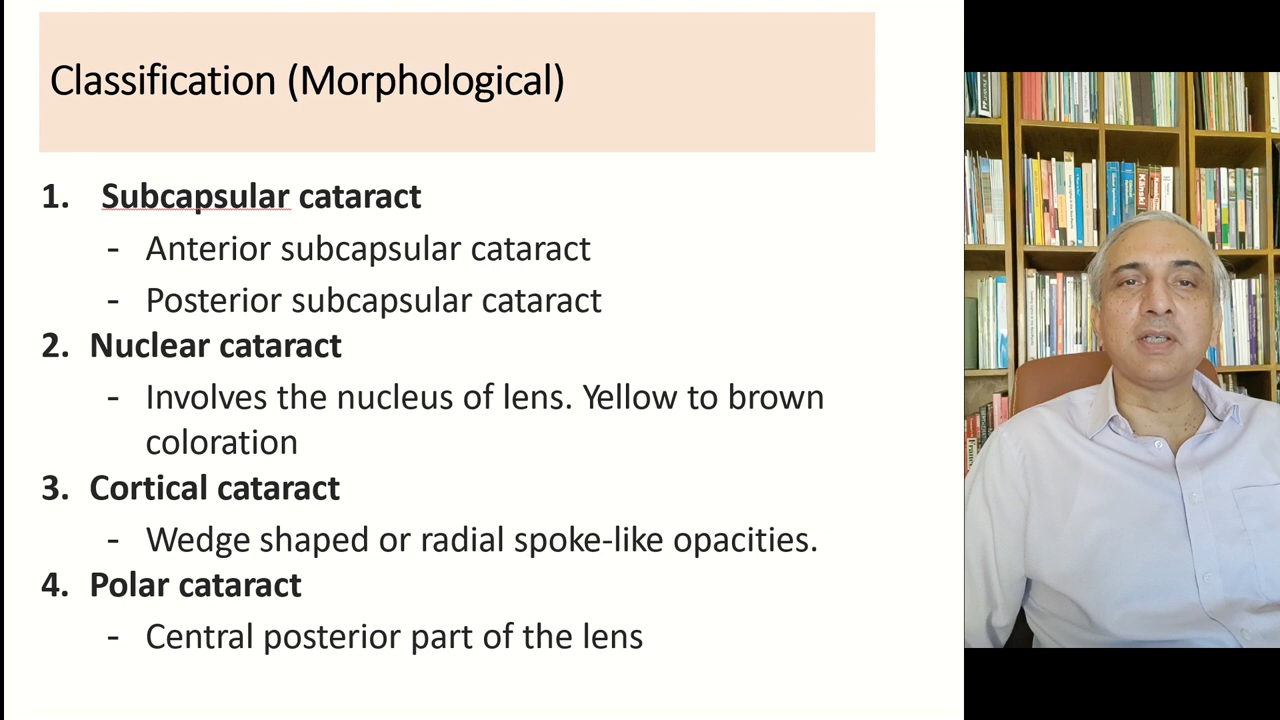 Classification (Morphological)
1. Subcapsular cataract
- Anterior subcapsular cataract
- Posterior subcapsular cataract
2. Nuclear cataract
- Involves the nucleus of lens. Yellow to brown
coloration
3. Cortical cataract
- Wedge shaped or radial spoke-like opacities.
4. Polar cataract
- Central posterior part of the lens
Kanski